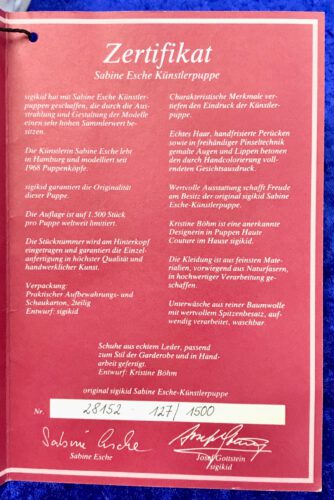 Zertifikat
Sabine Esche Künstlerpuppe
sigikid hat mit Sabine Esche Künstler-
puppen geschaffen, die durch die Aus-
strahlung und Gestaltung der Modelle
einen sehr hohen Sammlerwert be-
sitzen.
Die Künstlerin Sabine Esche lebt
in Hamburg und modelliert seit
1968 Puppenköpfe.
sigikid garantiert die Originalität
dieser Puppe.
Die Auflage ist auf 1.500 Stück
pro Puppe weltweit limitiert.
Die Stücknummer wird am Hinterkopf
eingetragen und garantiert die Einzel-
anfertigung in höchster Qualität und
handwerklicher Kunst.
Verpackung:
Praktischer Aufbewahrungs- und
Schaukarton, 2teilig
Entwurf: sigikid
Charakteristische Merkmale ver-
tiefen den Eindruck der Künstler-
puppe.
Echtes Haar, handfrisierte Perücken
sowie in freihändiger Pinseltechnik
gemalte Augen und Lippen betonen
den durch Handcolorierung voll-
endeten Gesichtsausdruck.
Wertvolle Ausstattung schafft Freude
am Besitz der original sigikid Sabine
Esche-Künstlerpuppe.
Kristine Böhm ist eine anerkannte
Designerin in Puppen Haute
Couture im Hause sigikid.
Die Kleidung ist aus feinsten Mate-
rialien, vorwiegend aus Naturfasern,
in hochwertiger Verarbeitung ge-
schaffen.
Unterwäsche aus reiner Baumwolle
mit wertvollem Spitzenbesatz, auf-
wendig verarbeitet, waschbar
Schuhe aus echtem Leder, passend
zum Stil der Garderobe und in Hand-
arbeit gefertigt.
Entwurf: Kristine Böhm
original sigikid Sabine Esche-Künstlerpuppe
Nr. 28152 - 127 / 1500
Sabine Esche
Sabine Esche
Josef Gottstein
sigikid